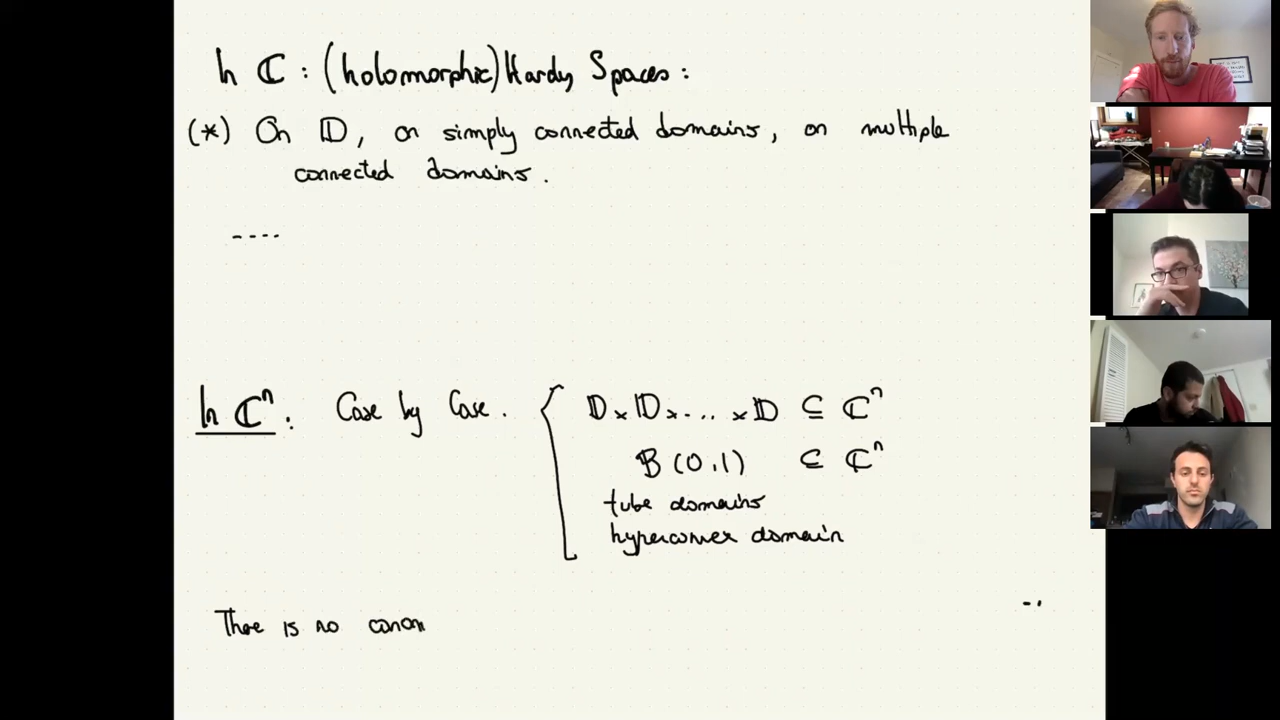 In ℂ : (holomorphic) Hardy Spaces :
(*) On 𝔻, on simply connected domains, on multiple
connected domains.
----
In ℂⁿ : Case by Case. { 𝔻 × 𝔻 × ... × 𝔻 ⊆ ℂⁿ
𝔹 (0,1) ⊆ ℂⁿ
tube domains
hyperconvex domain
There is no canon